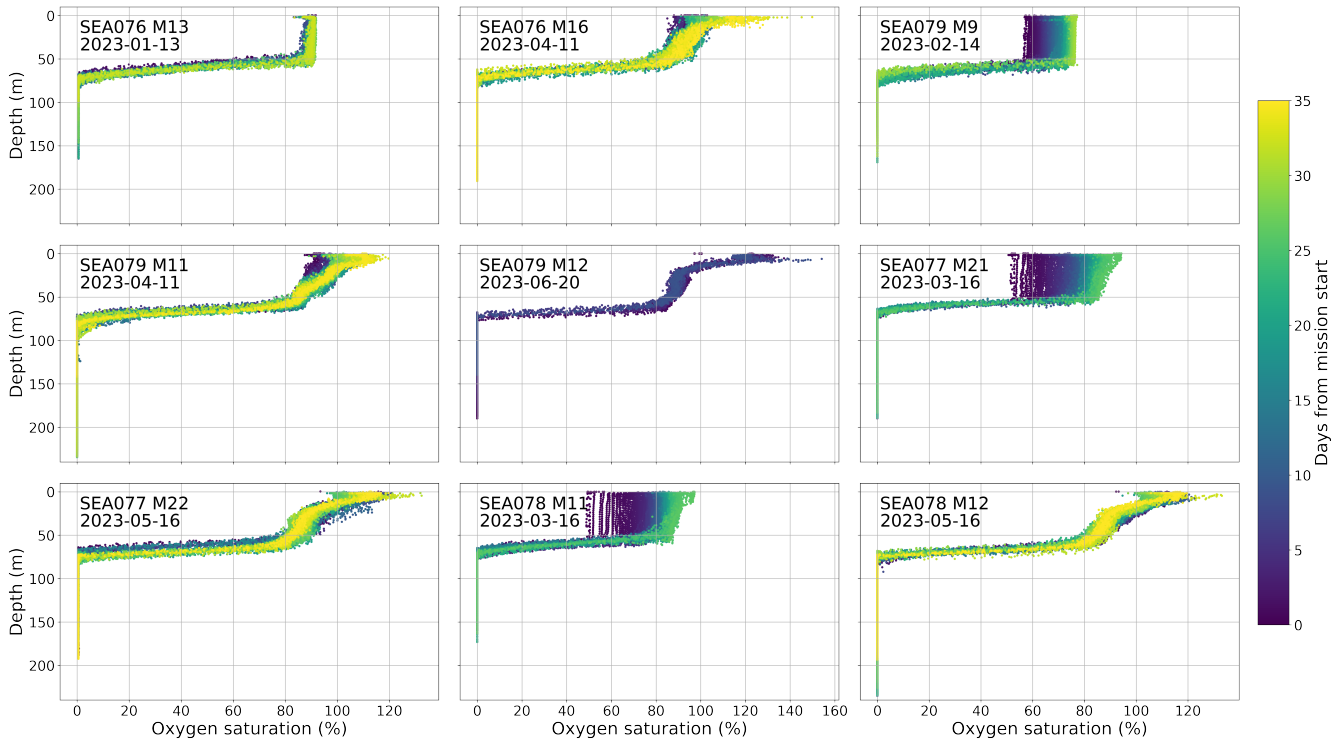 SEA076 M13
2023-01-13
SEA076 M16
2023-04-11
SEA079 M9
2023-02-14
Depth (m)
0
50
100
150
200
SEA079 M11
2023-04-11
SEA079 M12
2023-06-20
SEA077 M21
2023-03-16
Depth (m)
0
50
100
150
200
SEA077 M22
2023-05-16
SEA078 M11
2023-03-16
SEA078 M12
2023-05-16
Depth (m)
0
50
100
150
200
0 20 40 60 80 100 120
0 20 40 60 80 100 120 140 160
0 20 40 60 80 100 120
Oxygen saturation (%)
Oxygen saturation (%)
Oxygen saturation (%)
35
30
25
20
15
10
5
0
Days from mission start